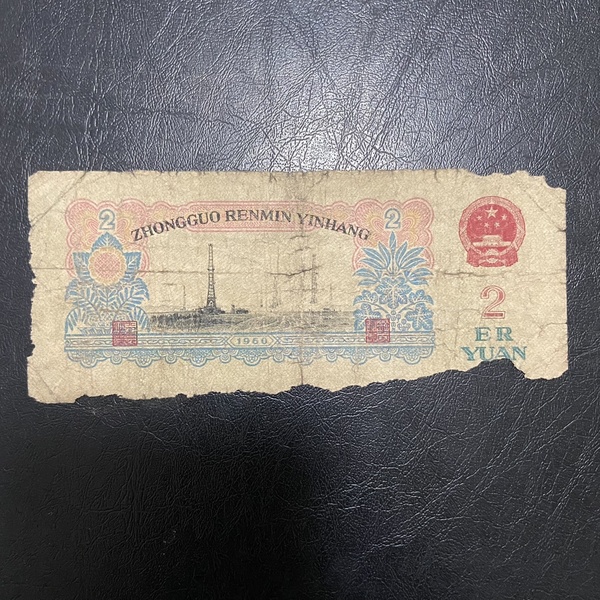 2
2
ZHONGGUO RENMIN YINHANG
2
ER
YUAN
1960